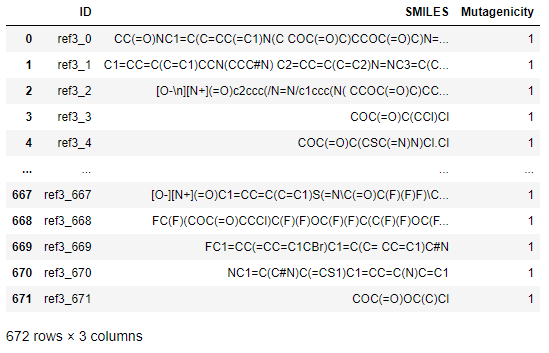 ID SMILES Mutagenicity
0 ref3_0 CC(=O)NC1=C(C=CC(=C1)N(C COC(=O)C)CCOC(=O)C)N=... 1
1 ref3_1 C1=CC=C(C=C1)CCN(CCC#N) C2=CC=C(C=C2)N=NC3=C(C... 1
2 ref3_2 [O-\n][N+](=O)c2ccc(/N=N/c1ccc(N( CCOC(=O)C)CC... 1
3 ref3_3 COC(=O)C(CCl)Cl 1
4 ref3_4 COC(=O)C(CSC(=N)N)Cl.Cl 1
... ... ... ...
667 ref3_667 [O-][N+](=O)C1=CC=C(C=C1)S(=N\C(=O)C(F)(F)F)\C... 1
668 ref3_668 FC(F)(COC(=O)CCCl)C(F)(F)OC(F)(F)C(C(F)(F)OC(F... 1
669 ref3_669 FC1=CC(=CC=C1CBr)C1=C(C= CC=C1)C#N 1
670 ref3_670 NC1=C(C#N)C(=CS1)C1=CC=C(N)C=C1 1
671 ref3_671 COC(=O)OC(C)Cl 1
672 rows × 3 columns